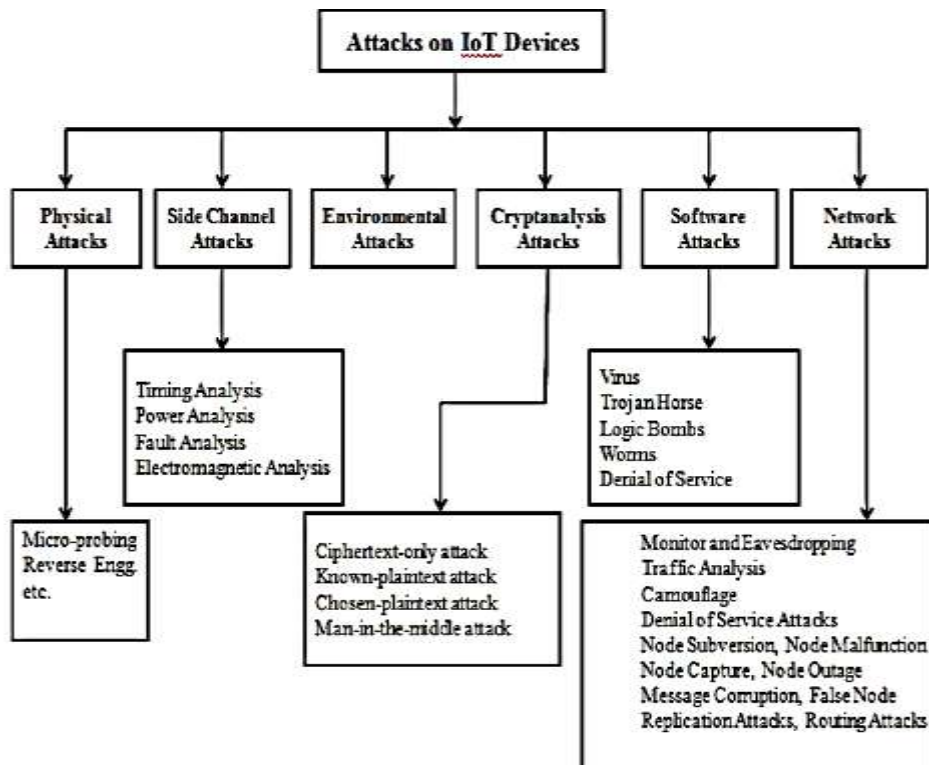 Attacks on IoT Devices
Physical
Attacks
Side Channel
Attacks
Environmental
Attacks
Cryptanalysis
Attacks
Software
Attacks
Network
Attacks
Timing Analysis
Power Analysis
Fault Analysis
Electromagnetic Analysis
Virus
Trojan Horse
Logic Bombs
Worms
Denial of Service
Micro-probing
Reverse Engg.
etc.
Ciphertext-only attack
Known-plaintext attack
Chosen-plaintext attack
Man-in-the-middle attack
Monitor and Eavesdropping
Traffic Analysis
Camouflage
Denial of Service Attacks
Node Subversion, Node Malfunction
Node Capture, Node Outage
Message Corruption, False Node
Replication Attacks, Routing Attacks